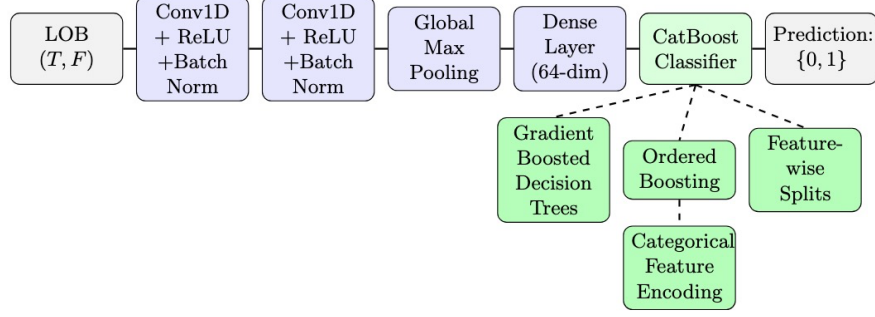 LOB
(T, F)
Conv1D
+ ReLU
+Batch
Norm
Conv1D
+ ReLU
+Batch
Norm
Global
Max
Pooling
Dense
Layer
(64-dim)
CatBoost
Classifier
Prediction:
{0, 1}
Gradient
Boosted
Decision
Trees
Ordered
Boosting
Feature-
wise
Splits
Categorical
Feature
Encoding